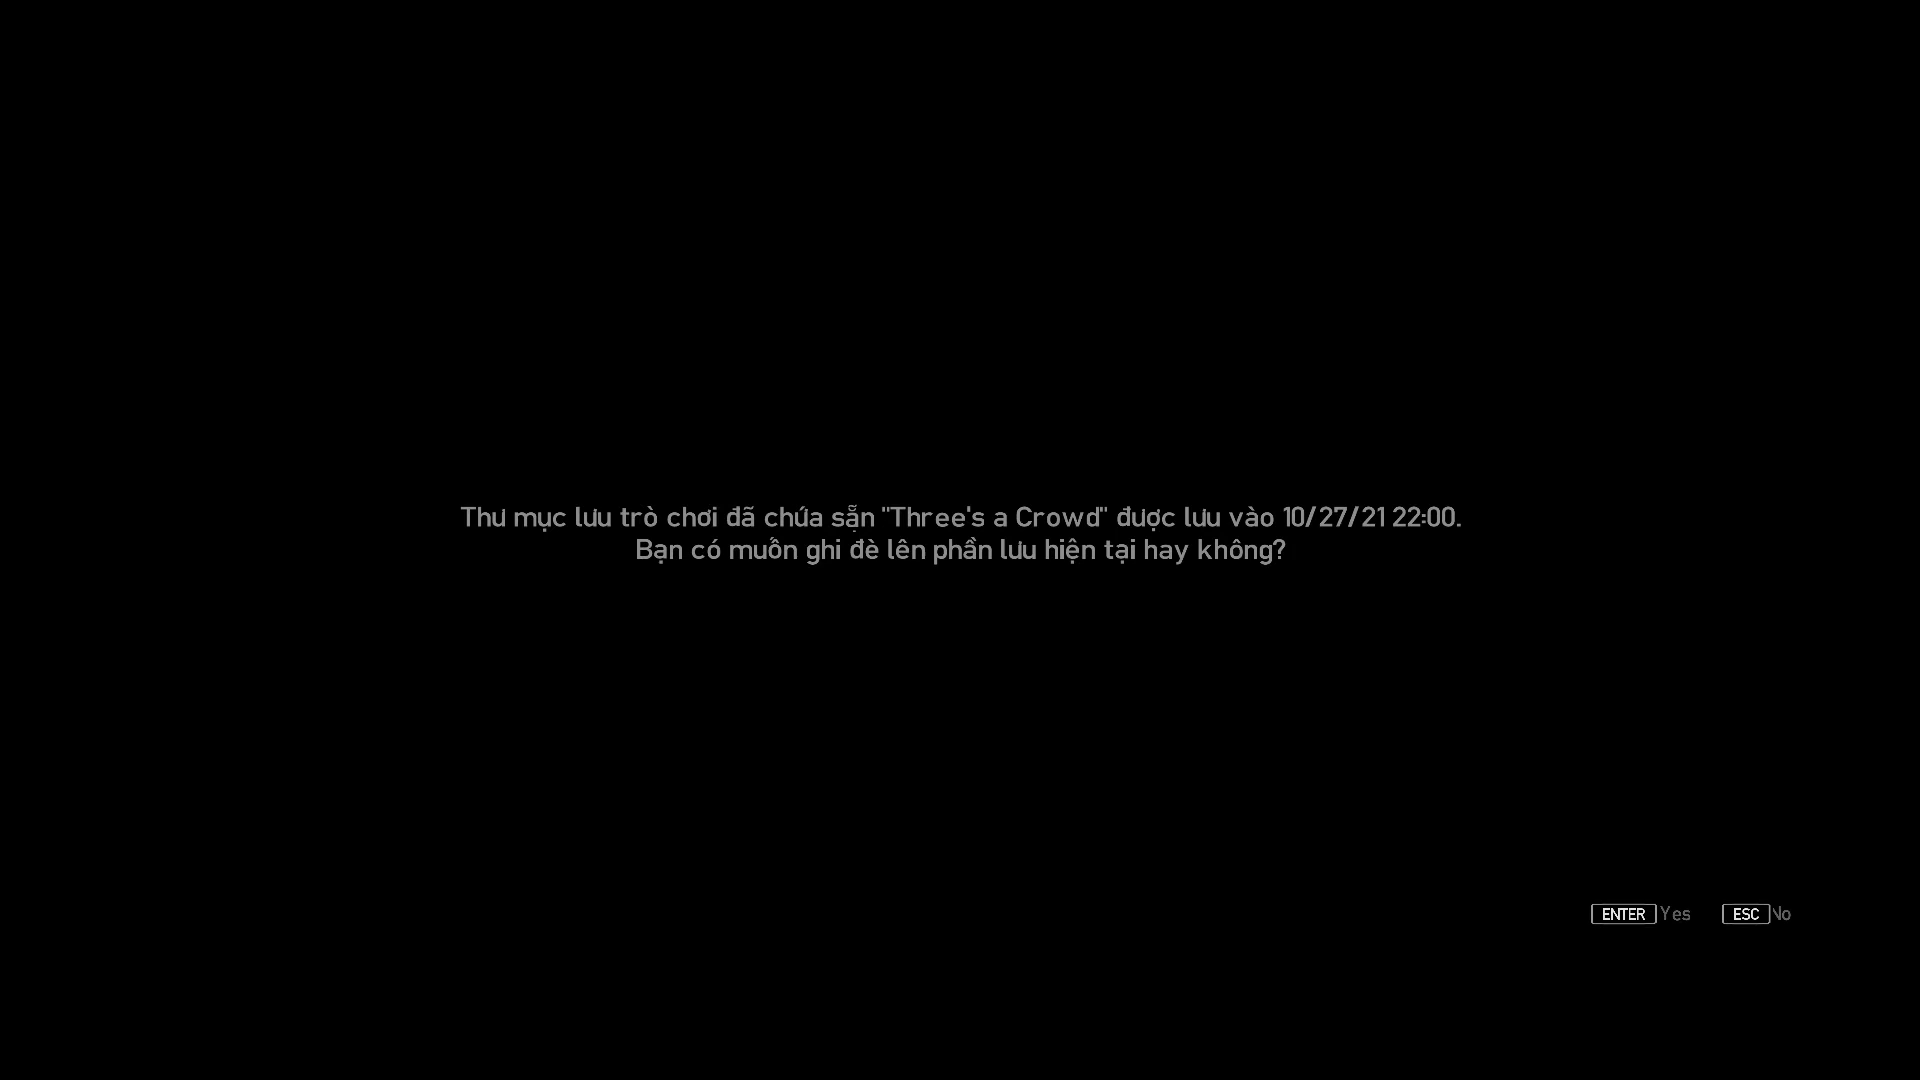 Thư mục lưu trò chơi đã chứa sẵn "Three's a Crowd" được lưu vào 10/27/21 22:00.
Bạn có muốn ghi đè lên phần lưu hiện tại hay không?
ENTER Yes ESC No